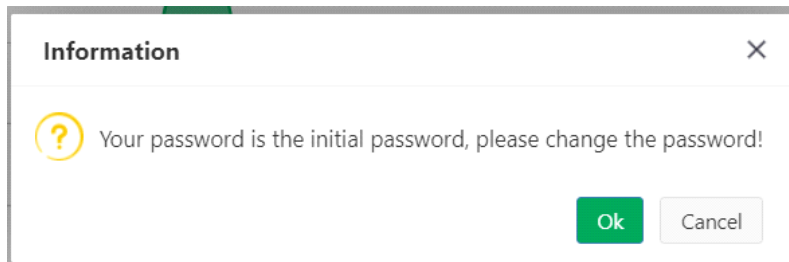 Information
Your password is the initial password, please change the password!
Ok
Cancel